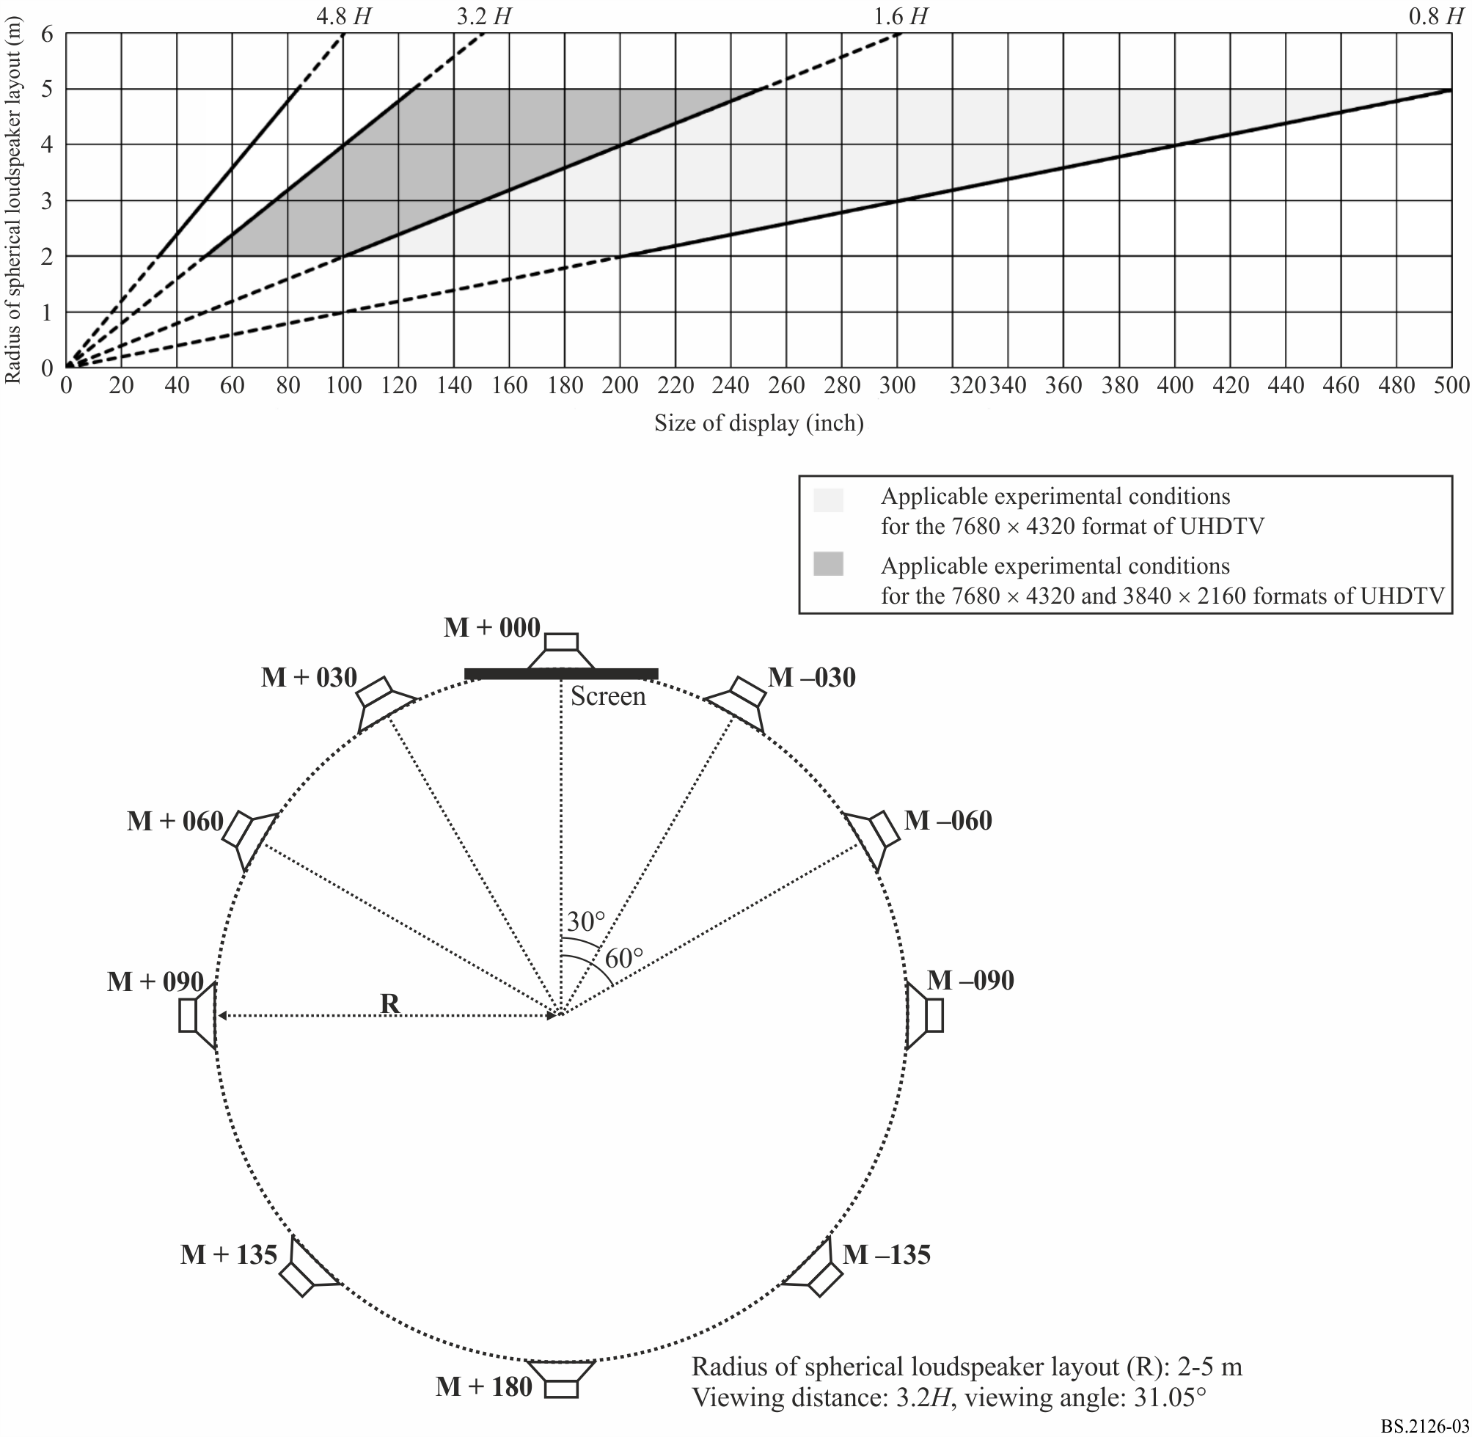 4.8 H 3.2 H 1.6 H 0.8 H
Radius of spherical loudspeaker layout (m)
6
5
4
3
2
1
0
0 20 40 60 80 100 120 140 160 180 200 220 240 260 280 300 320 340 360 380 400 420 440 460 480 500
Size of display (inch)
Applicable experimental conditions
for the 7680 × 4320 format of UHDTV
Applicable experimental conditions
for the 7680 × 4320 and 3840 × 2160 formats of UHDTV
M + 000
M + 030
M –030
Screen
M + 060
M –060
30°
60°
M + 090
M –090
R
M + 135
M –135
M + 180
Radius of spherical loudspeaker layout (R): 2-5 m
Viewing distance: 3.2H, viewing angle: 31.05°
BS.2126-03